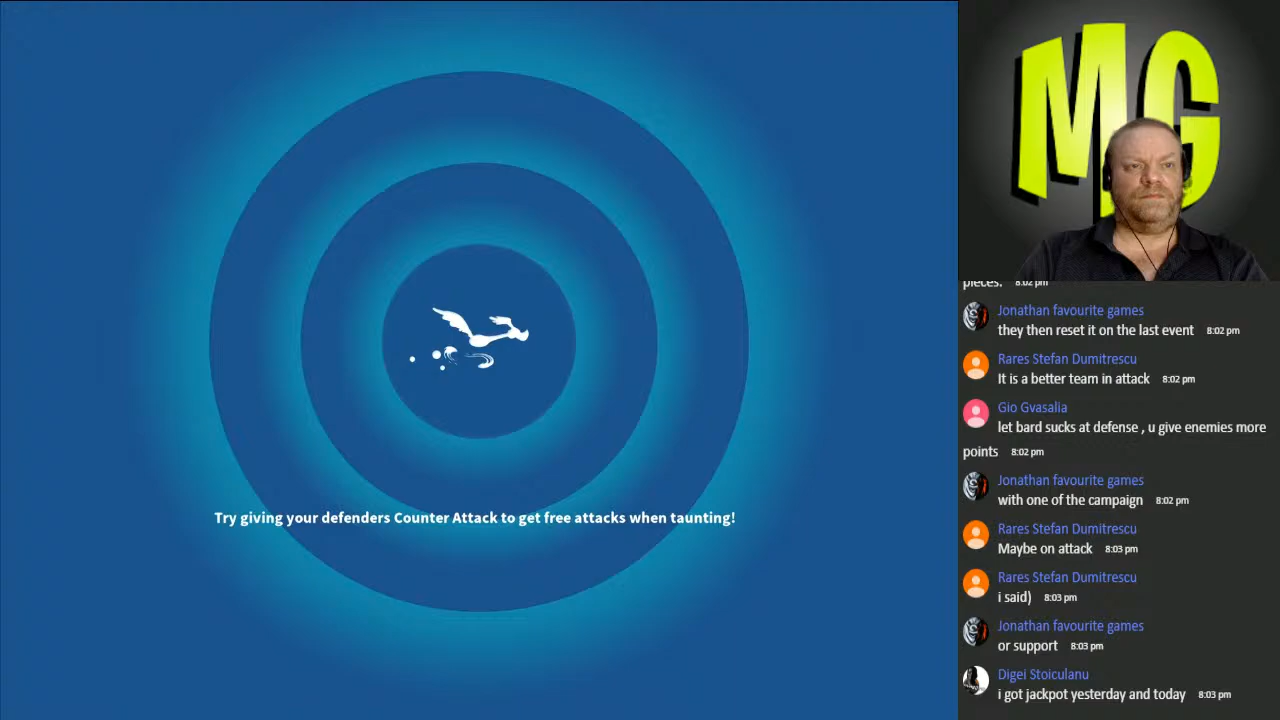 MG
Try giving your defenders Counter Attack to get free attacks when taunting!
pieces. 8:02 pm
Jonathan favourite games
they then reset it on the last event 8:02 pm
Rares Stefan Dumitrescu
It is a better team in attack 8:02 pm
Gio Gvasalia
let bard sucks at defense , u give enemies more
points 8:02 pm
Jonathan favourite games
with one of the campaign 8:02 pm
Rares Stefan Dumitrescu
Maybe on attack 8:03 pm
Rares Stefan Dumitrescu
i said) 8:03 pm
Jonathan favourite games
or support 8:03 pm
Digei Stoiculanu
i got jackpot yesterday and today 8:03 pm